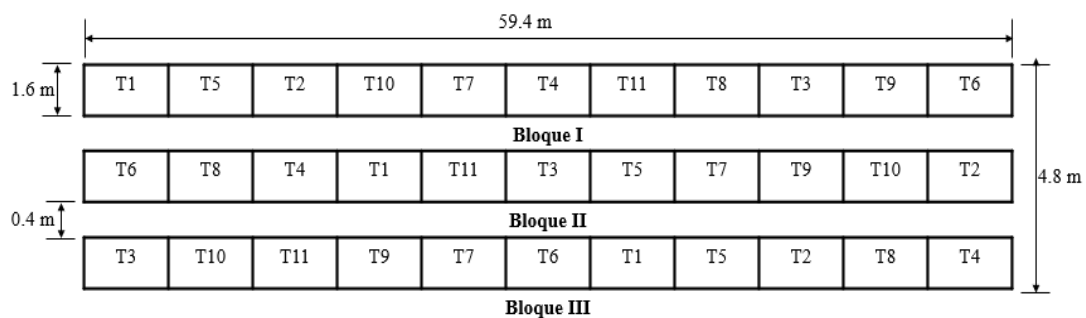 59.4 m
1.6 m
T1 T5 T2 T10 T7 T4 T11 T8 T3 T9 T6
Bloque I
T6 T8 T4 T1 T11 T3 T5 T7 T9 T10 T2
4.8 m
0.4 m
Bloque II
T3 T10 T11 T9 T7 T6 T1 T5 T2 T8 T4
Bloque III